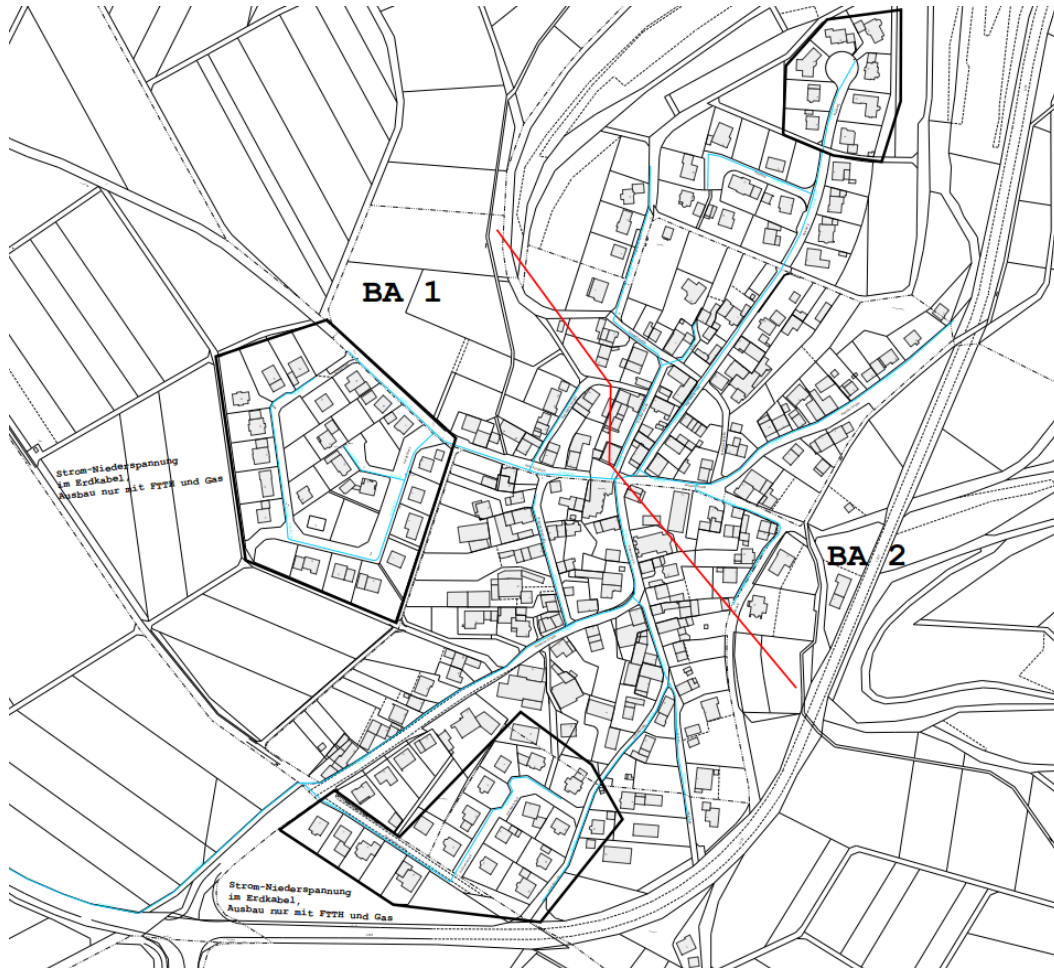 BA 1
Strom-Niederspannung
im Erdkabel,
Ausbau nur mit FTTH und Gas
BA 2
Strom-Niederspannung
im Erdkabel,
Ausbau nur mit FTTH und Gas